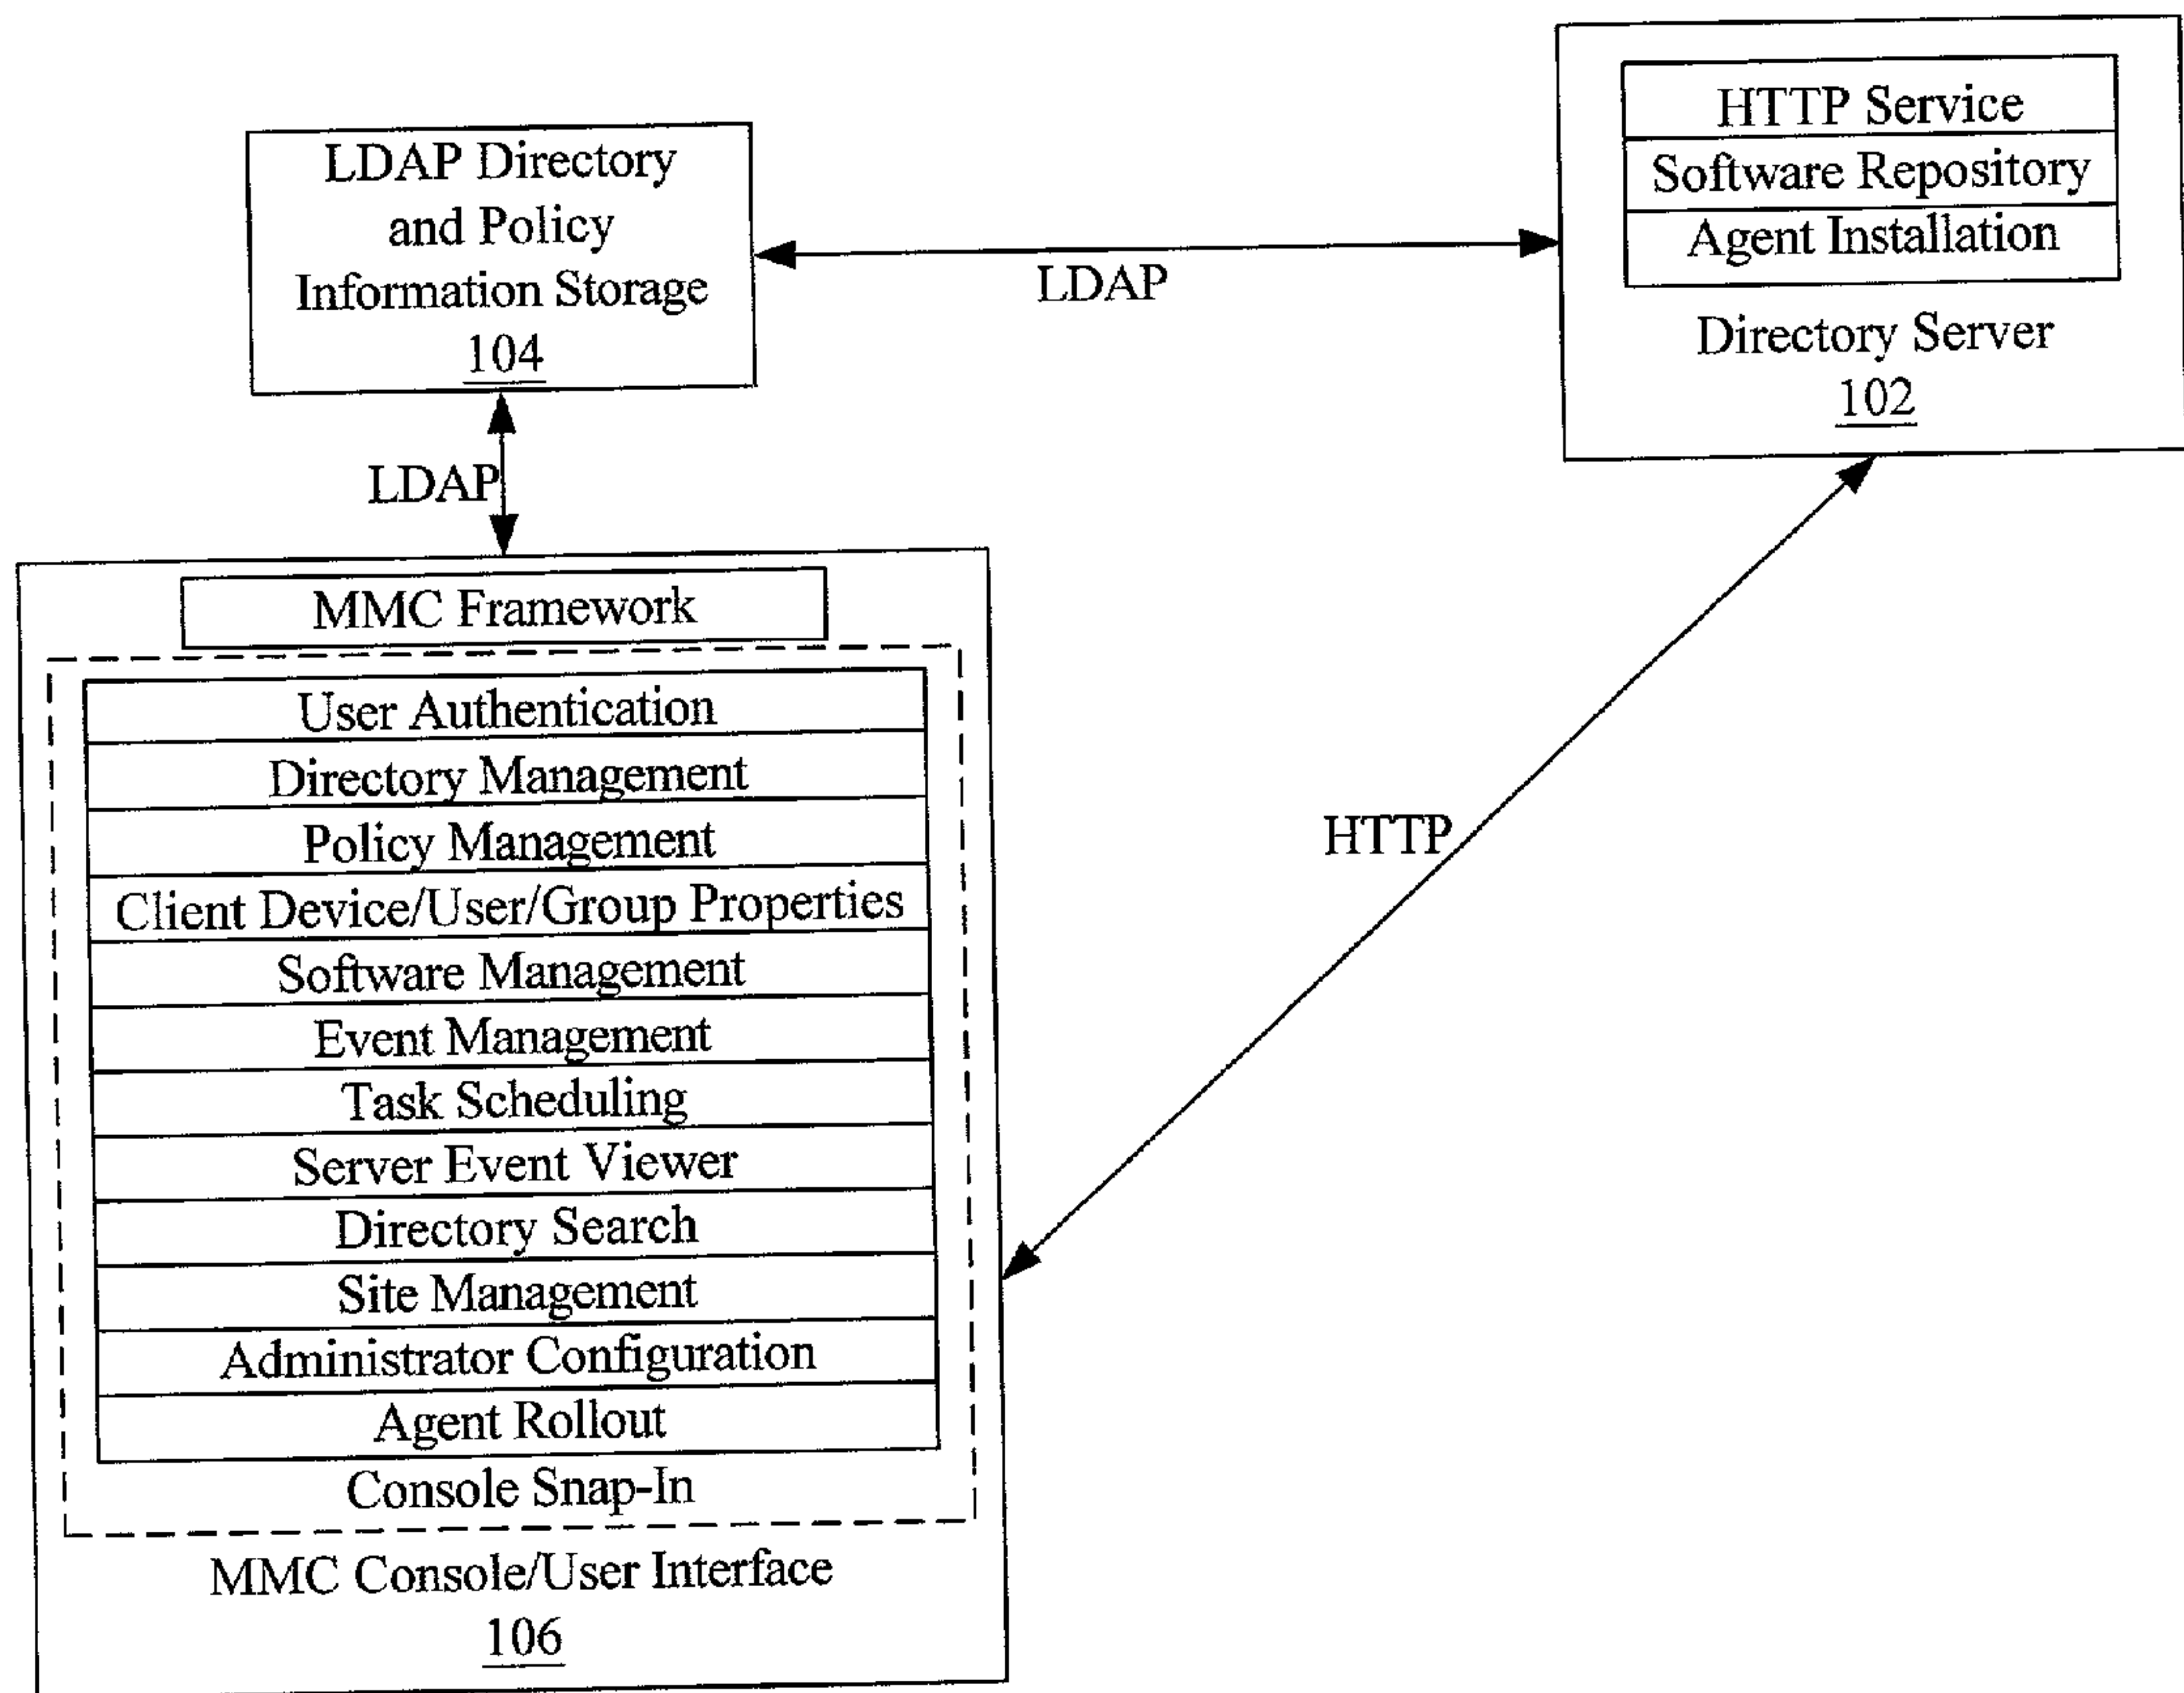 HTTP Service
Software Repository
Agent Installation
Directory Server
102
LDAP Directory
and Policy
Information Storage
104
LDAP
LDAP
MMC Framework
User Authentication
Directory Management
Policy Management
Client Device/User/Group Properties
Software Management
Event Management
Task Scheduling
Server Event Viewer
Directory Search
Site Management
Administrator Configuration
Agent Rollout
Console Snap-In
MMC Console/User Interface
106
HTTP